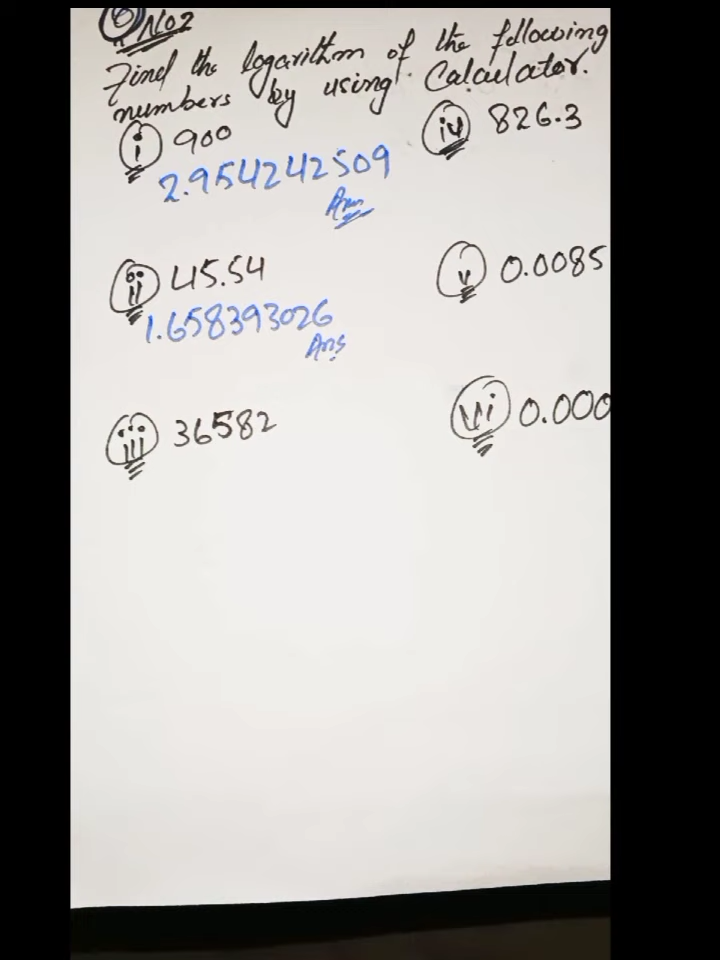 Q No2
Find the logarithm of the following
numbers by using Calculator.
i 900
2.954242509
Ans
ii 45.54
1.658393026
Ans
iii 36582
iv 826.3
v 0.0085
vi 0.000